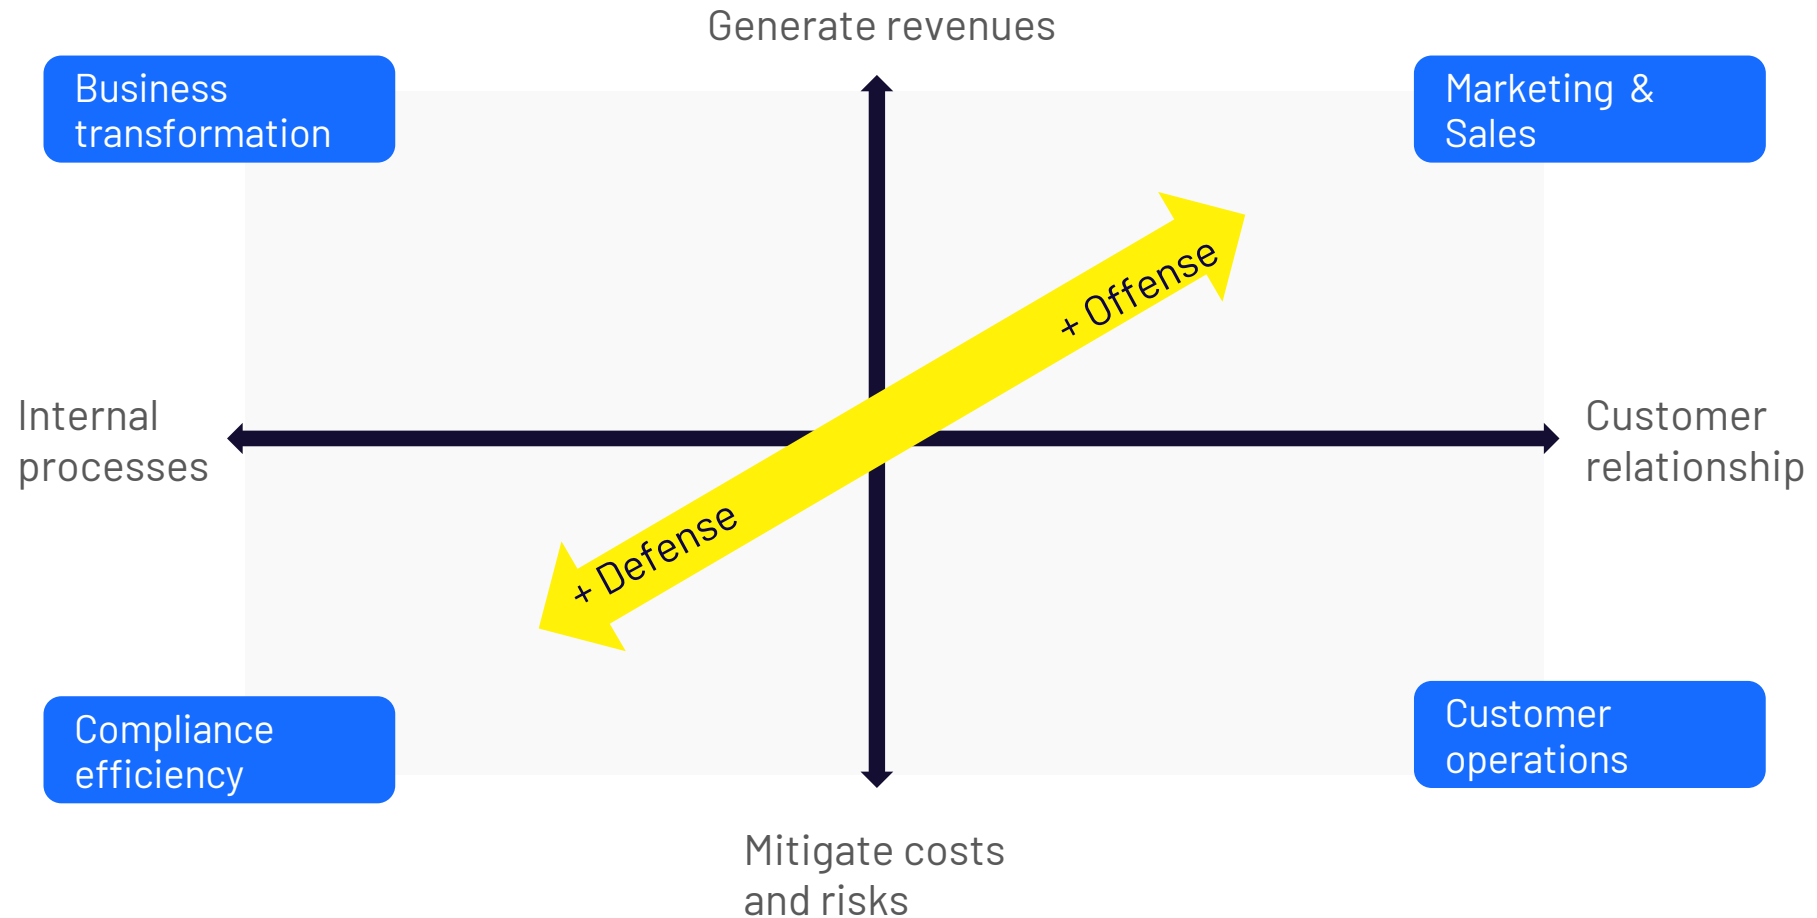 Generate revenues
Business
transformation
Marketing & 
Sales
+ Offense
Internal
processes
Customer
relationship
+ Defense
Compliance
efficiency
Customer
operations
Mitigate costs
and risks